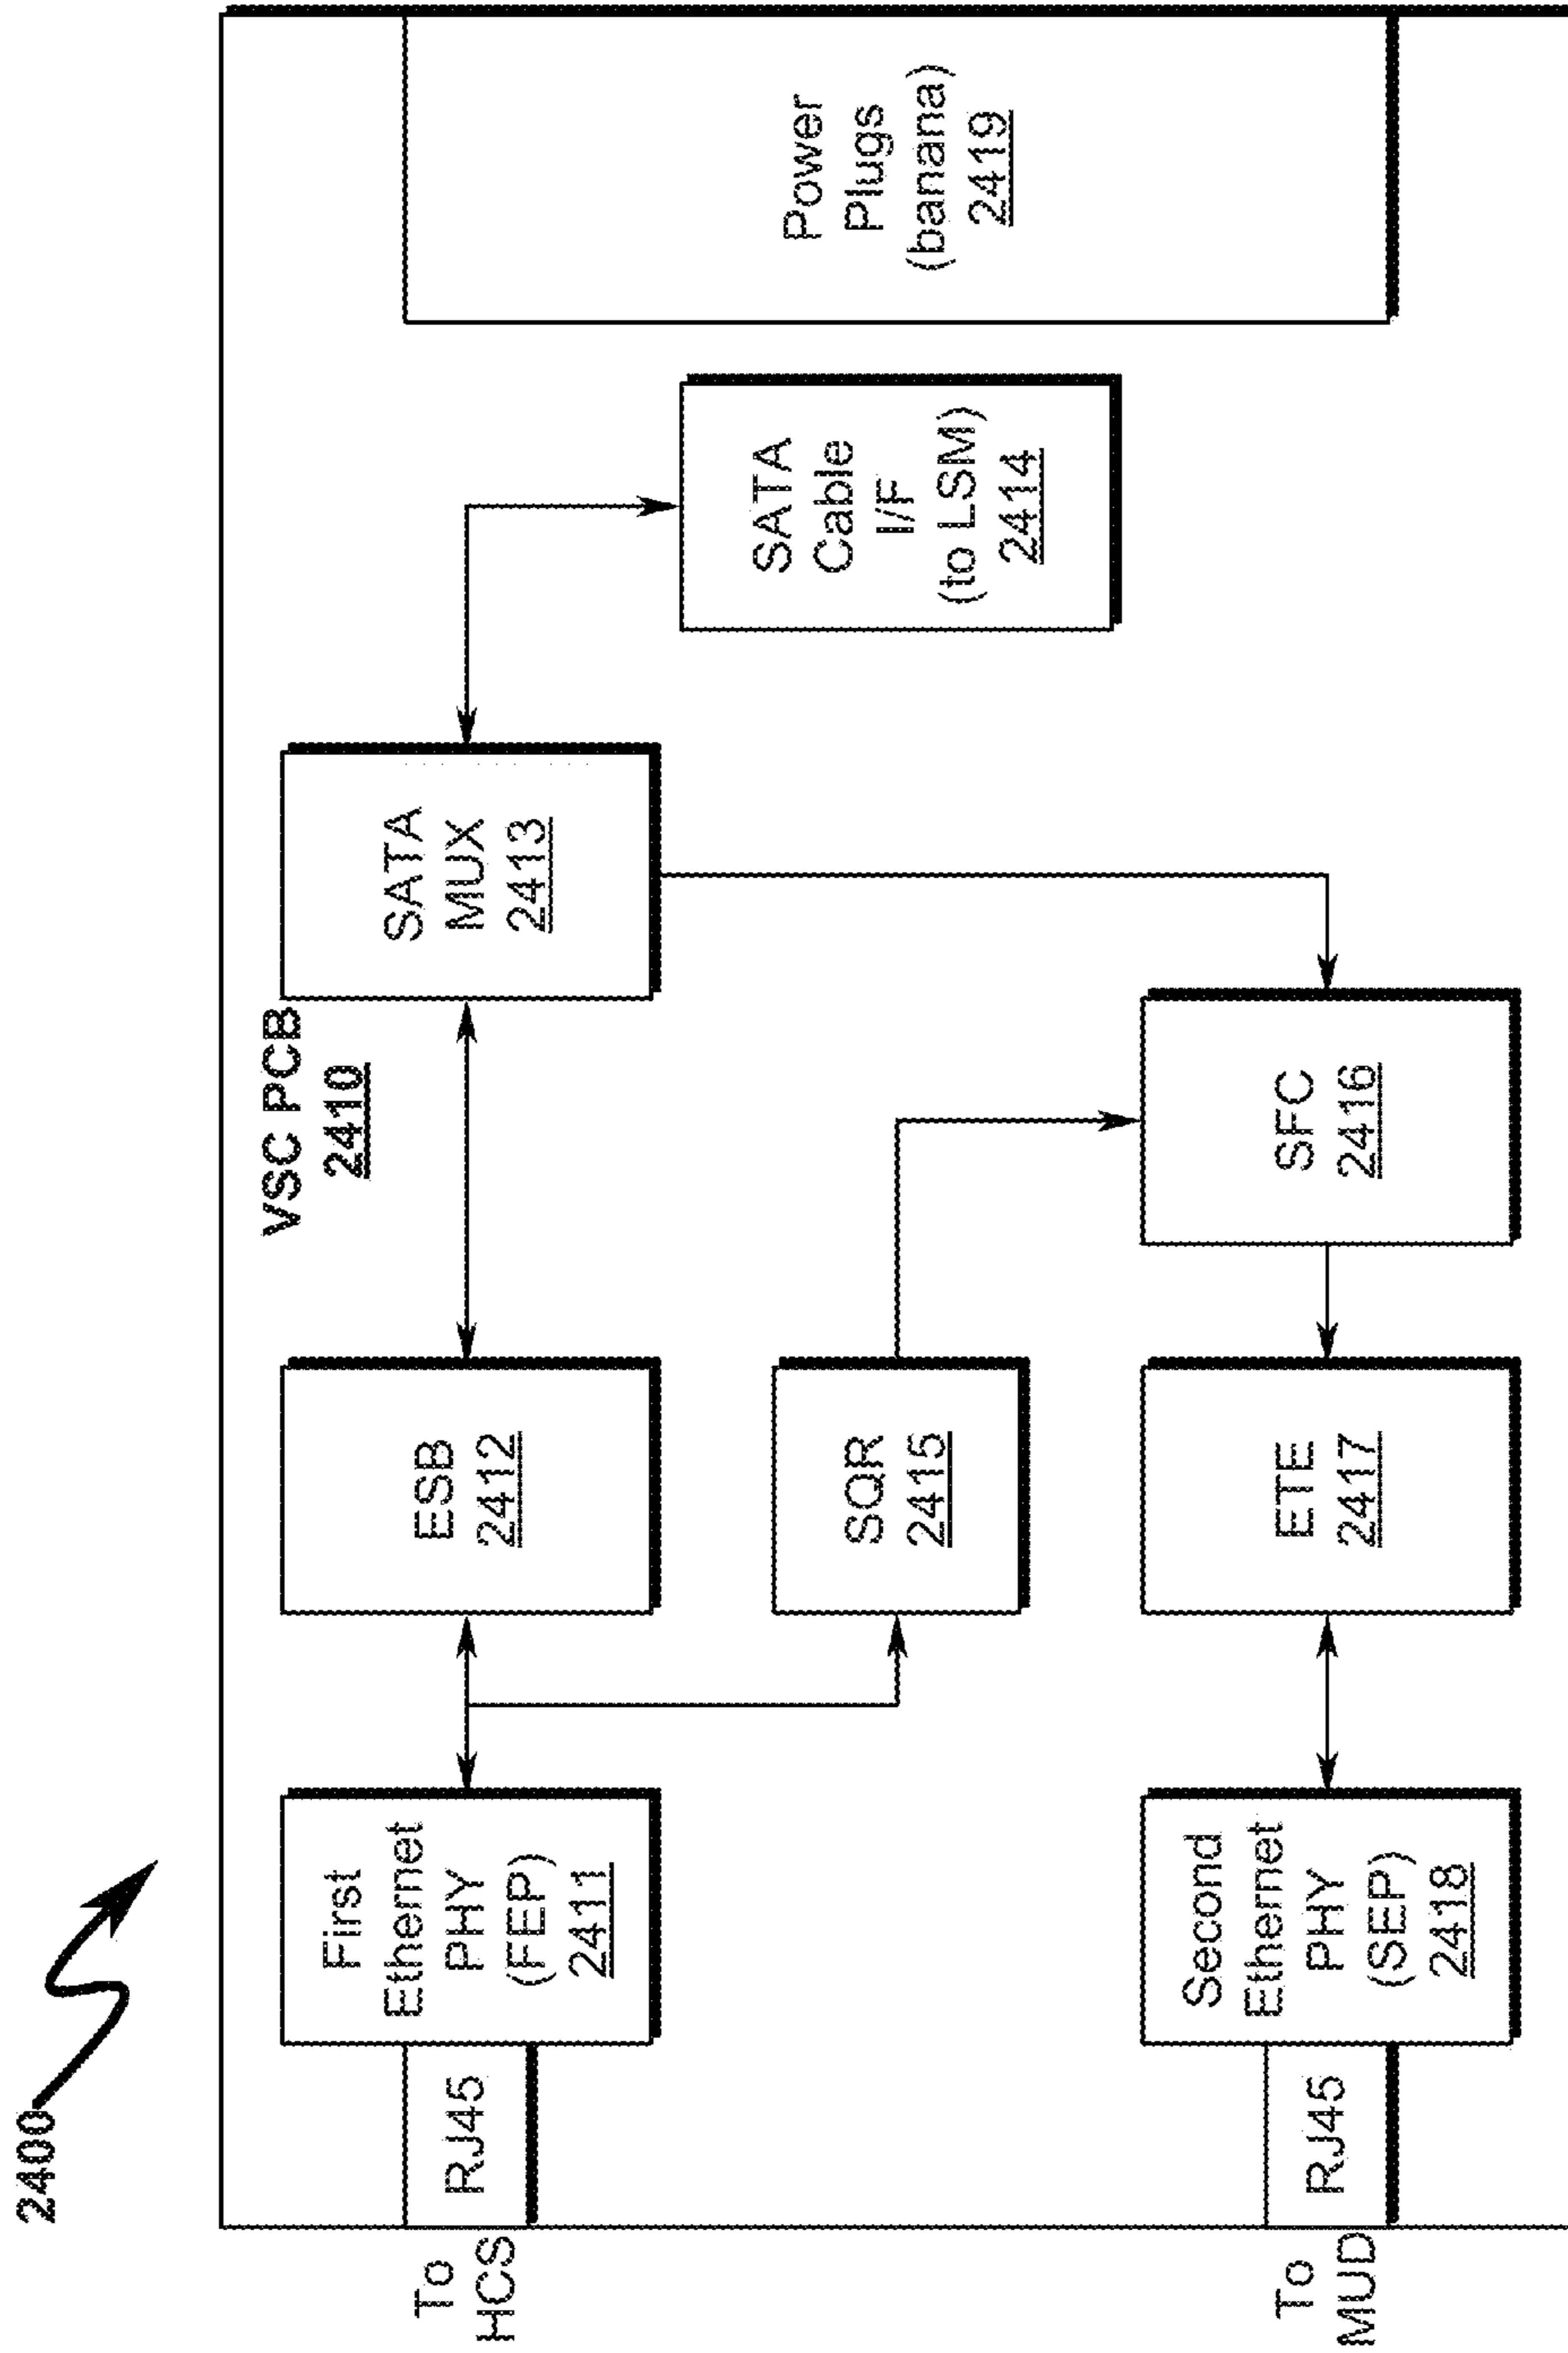 2400
VSC PCB
2410
To
HCS
RJ45
First
Ethernet
PHY
(FEP)
2411
ESB
2412
SATA
MUX
2413
SATA
Cable
I/F
(to LSM)
2414
Power
Plugs
(banana)
2419
SQR
2415
To
MUD
RJ45
Second
Ethernet
PHY
(SEP)
2418
ETE
2417
SFC
2416